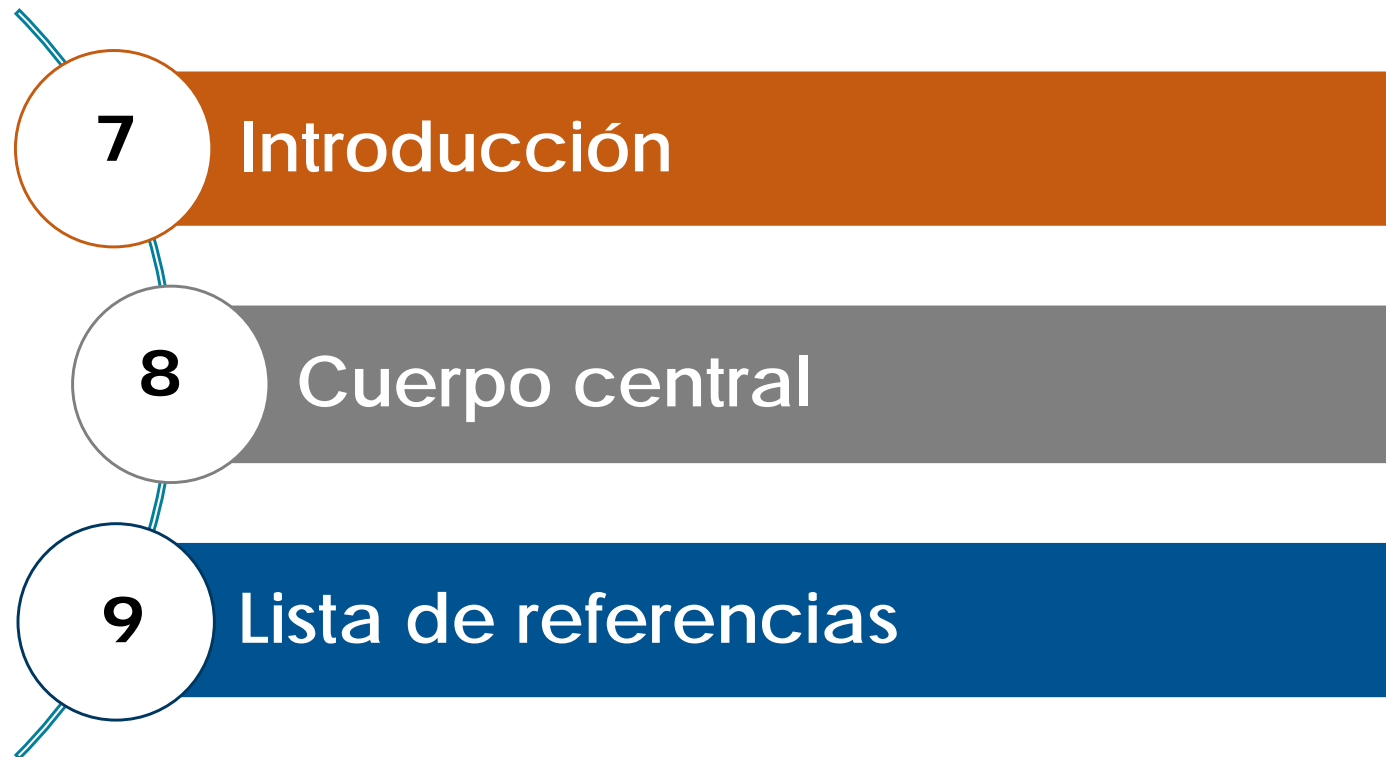 7 Introducción
8 Cuerpo central
9 Lista de referencias